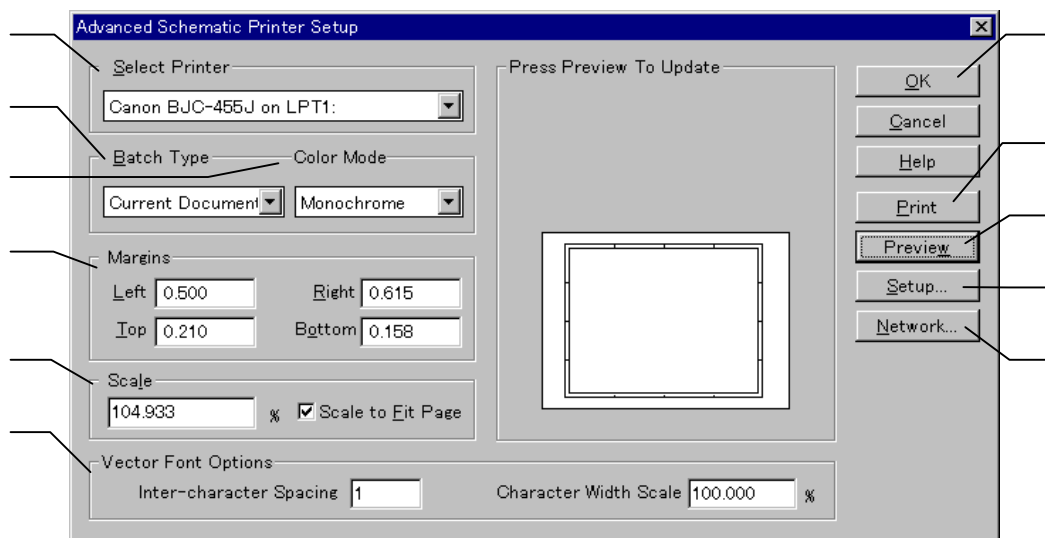 Advanced Schematic Printer Setup
Select Printer
Canon BJC-455J on LPT1:
Batch Type
Color Mode
Current Document
Monochrome
Margins
Left 0.500 Right 0.615
Top 0.210 Bottom 0.158
Scale
104.933 % Scale to Fit Page
Vector Font Options
Inter-character Spacing 1 Character Width Scale 100.000 %
Press Preview To Update
OK
Cancel
Help
Print
Preview
Setup...
Network...